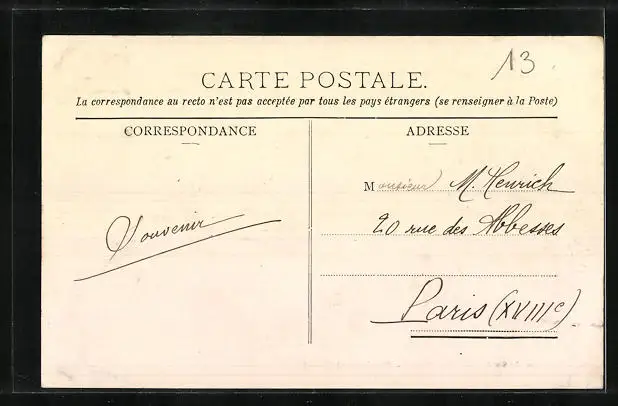 13.
CARTE POSTALE.
La correspondance au recto n'est pas acceptée par tous les pays étrangers (se renseigner à la Poste)
CORRESPONDANCE
ADRESSE
Monsieur M. Henrich
Souvenir
20 rue des Abbesses
Paris (XVIIIe)